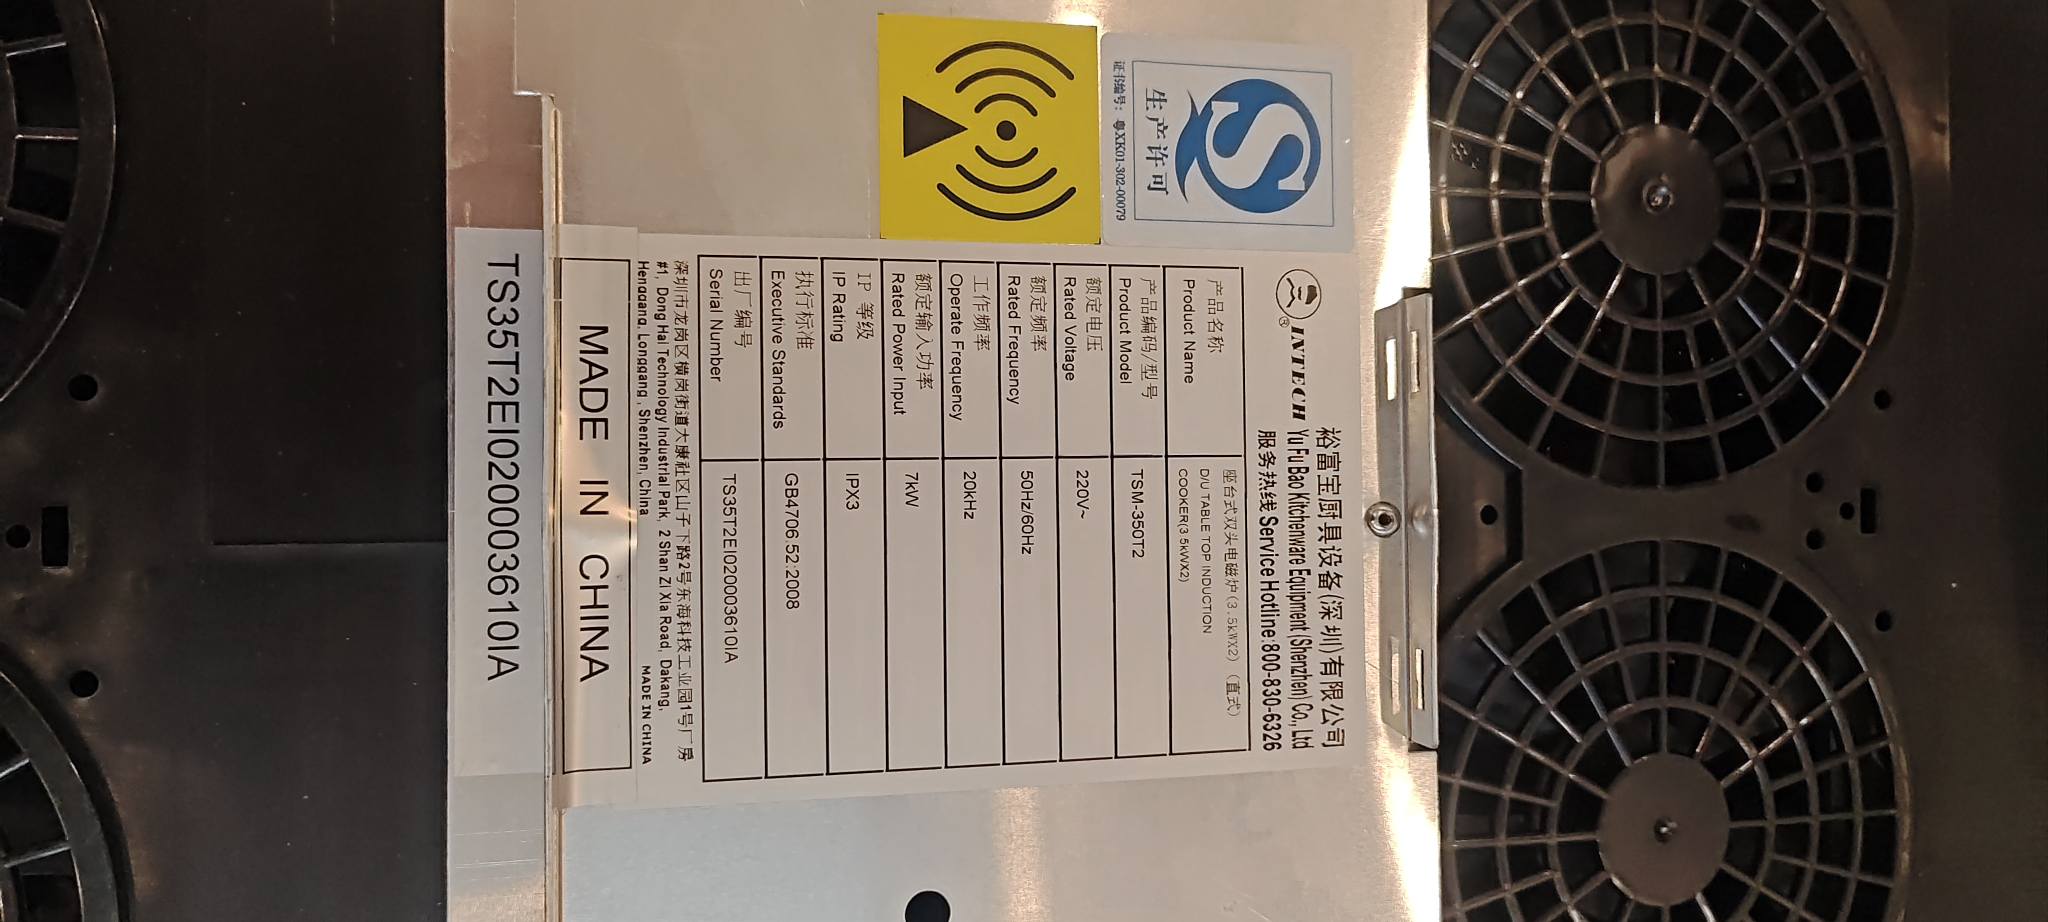 生产许可
证书编号：粤XK01-302-00079
INTECH
裕富宝厨具设备(深圳)有限公司
Yu Fu Bao Kitchenware Equipment (Shenzhen) Co., Ltd
服务热线 Service Hotline:800-830-6326
产品名称 座台式双头电磁炉(3.5kWX2) (直式)
Product Name D/U TABLE TOP INDUCTION
COOKER(3.5kWX2)
产品编码/型号
Product Model TSM-350T2
额定电压
Rated Voltage 220V~
额定频率
Rated Frequency 50Hz/60Hz
工作频率
Operate Frequency 20kHz
额定输入功率
Rated Power Input 7kW
IP 等级
IP Rating IPX3
执行标准
Executive Standards GB4706.52:2008
出厂编号
Serial Number TS35T2EI020003610IA
深圳市龙岗区横岗街道大康社区山子下路2号东海科技工业园1号厂房
#1, Dong Hai Technology Industrial Park, 2 Shan Zi Xia Road, Dakang,
Henggang, Longgang , Shenzhen, China
MADE IN CHINA
MADE IN CHINA
TS35T2EI020003610IA